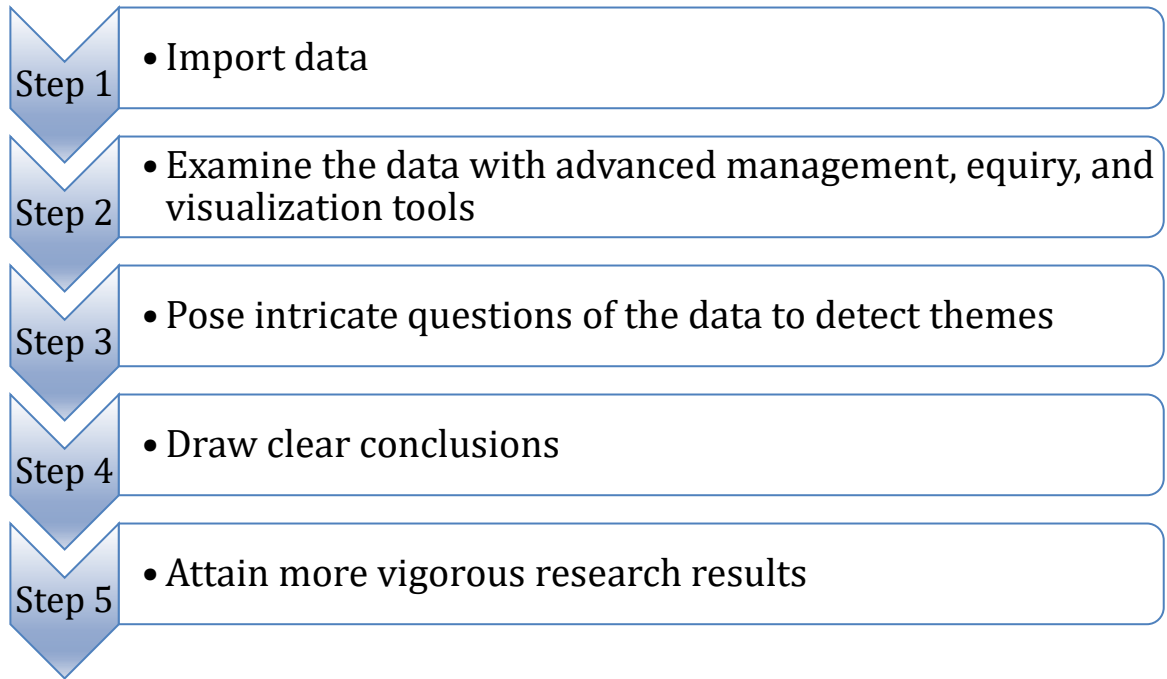 Step 1
• Import data
Step 2
• Examine the data with advanced management, equiry, and
visualization tools
Step 3
• Pose intricate questions of the data to detect themes
Step 4
• Draw clear conclusions
Step 5
• Attain more vigorous research results